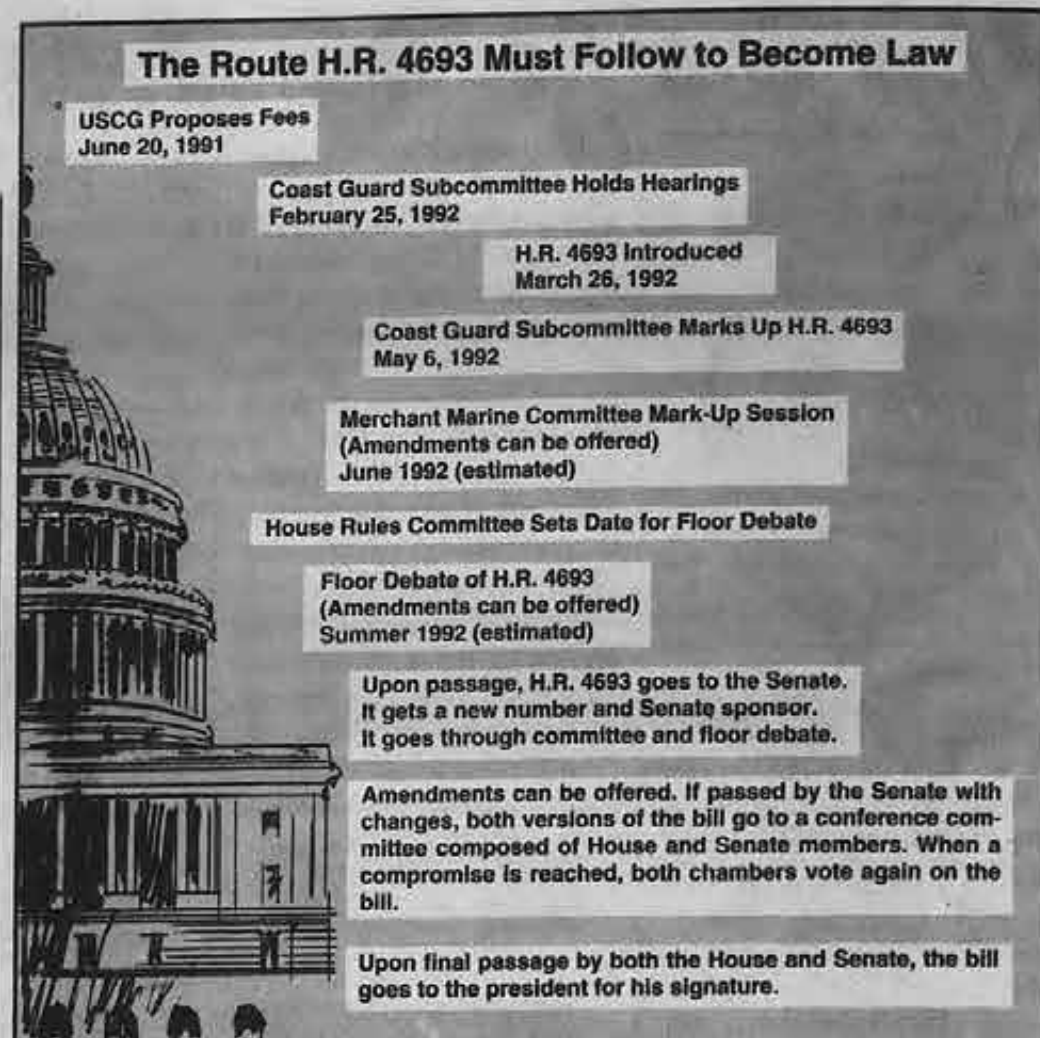 The Route H.R. 4693 Must Follow to Become Law
USCG Proposes Fees
June 20, 1991
Coast Guard Subcommittee Holds Hearings
February 25, 1992
H.R. 4693 Introduced
March 26, 1992
Coast Guard Subcommittee Marks Up H.R. 4693
May 6, 1992
Merchant Marine Committee Mark-Up Session
(Amendments can be offered)
June 1992 (estimated)
House Rules Committee Sets Date for Floor Debate
Floor Debate of H.R. 4693
(Amendments can be offered)
Summer 1992 (estimated)
Upon passage, H.R. 4693 goes to the Senate.
It gets a new number and Senate sponsor.
It goes through committee and floor debate.
Amendments can be offered. If passed by the Senate with
changes, both versions of the bill go to a conference com-
mittee composed of House and Senate members. When a
compromise is reached, both chambers vote again on the
bill.
Upon final passage by both the House and Senate, the bill
goes to the president for his signature.